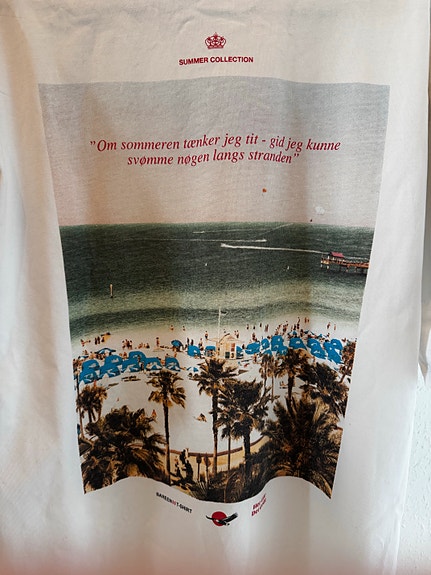 SUMMER COLLECTION
”Om sommeren tænker jeg tit - gid jeg kunne
svømme nøgen langs stranden”